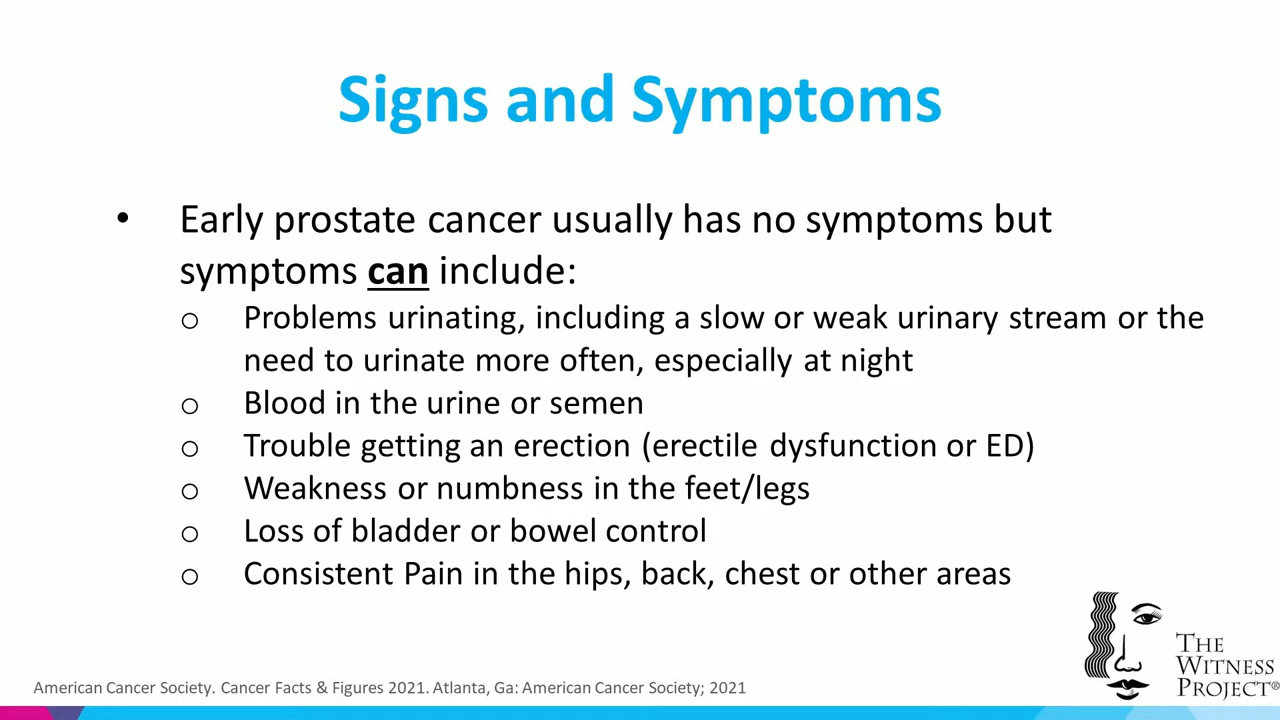 Signs and Symptoms
• Early prostate cancer usually has no symptoms but
symptoms can include:
o Problems urinating, including a slow or weak urinary stream or the
need to urinate more often, especially at night
o Blood in the urine or semen
o Trouble getting an erection (erectile dysfunction or ED)
o Weakness or numbness in the feet/legs
o Loss of bladder or bowel control
o Consistent Pain in the hips, back, chest or other areas
American Cancer Society. Cancer Facts & Figures 2021. Atlanta, Ga: American Cancer Society; 2021
THE
WITNESS
PROJECT®